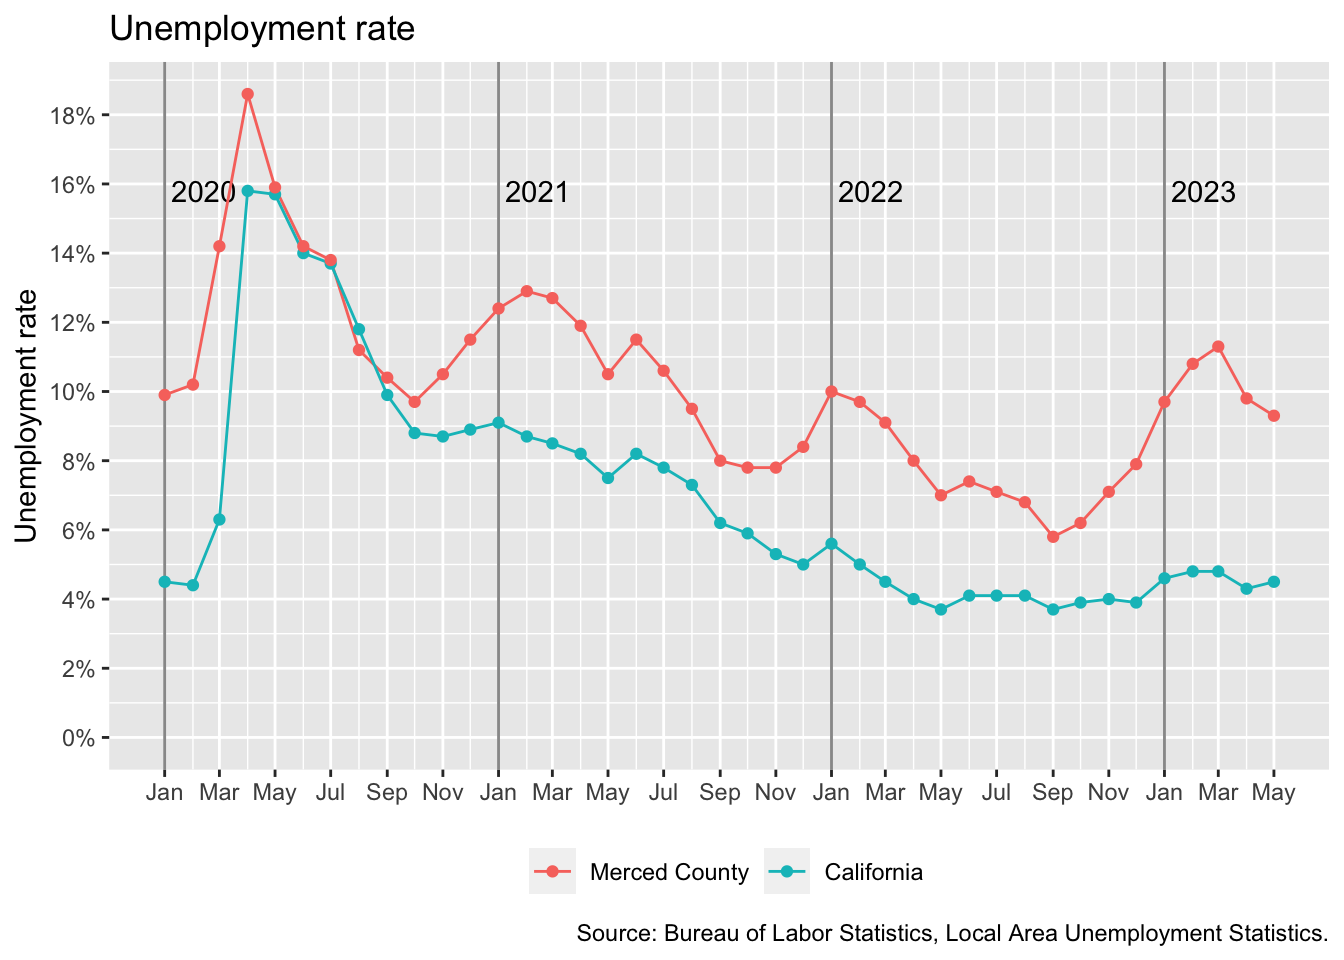 Unemployment rate
18%
16%
14%
12%
10%
8%
6%
4%
2%
0%
Unemployment rate
2020 2021 2022 2023
Jan Mar May Jul Sep Nov Jan Mar May Jul Sep Nov Jan Mar May Jul Sep Nov Jan Mar May
Merced County California
Source: Bureau of Labor Statistics, Local Area Unemployment Statistics.